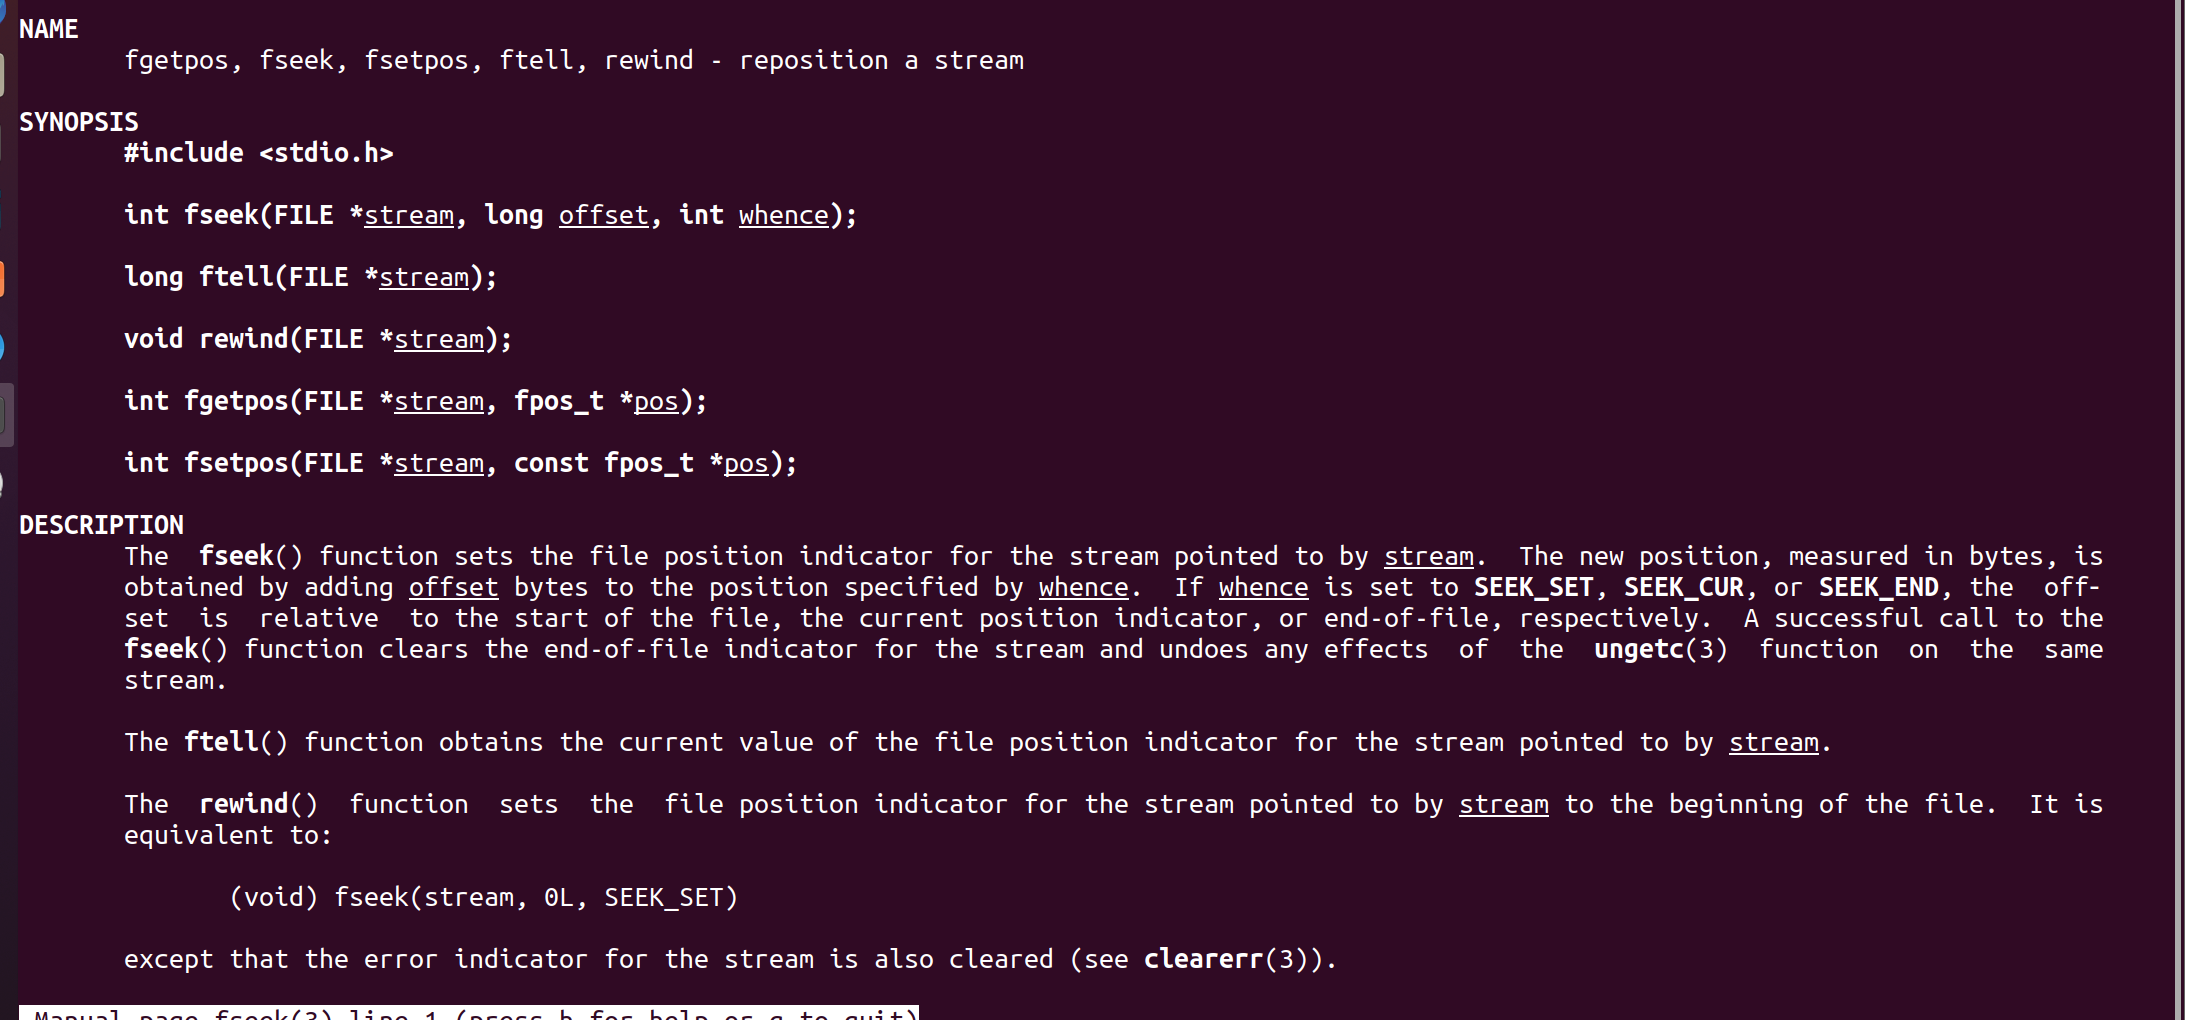 NAME
fgetpos, fseek, fsetpos, ftell, rewind - reposition a stream
SYNOPSIS
#include <stdio.h>
int fseek(FILE *stream, long offset, int whence);
long ftell(FILE *stream);
void rewind(FILE *stream);
int fgetpos(FILE *stream, fpos_t *pos);
int fsetpos(FILE *stream, const fpos_t *pos);
DESCRIPTION
The  fseek() function sets the file position indicator for the stream pointed to by stream.  The new position, measured in bytes, is
obtained by adding offset bytes to the position specified by whence.  If whence is set to SEEK_SET, SEEK_CUR, or SEEK_END, the  off-
set  is  relative  to the start of the file, the current position indicator, or end-of-file, respectively.  A successful call to the
fseek() function clears the end-of-file indicator for the stream and undoes any effects  of  the  ungetc(3)  function  on  the  same
stream.
The ftell() function obtains the current value of the file position indicator for the stream pointed to by stream.
The  rewind()  function  sets  the  file position indicator for the stream pointed to by stream to the beginning of the file.  It is
equivalent to:
(void) fseek(stream, 0L, SEEK_SET)
except that the error indicator for the stream is also cleared (see clearerr(3)).
Manual page fseek(3) line 1 (press h for help or q to quit)